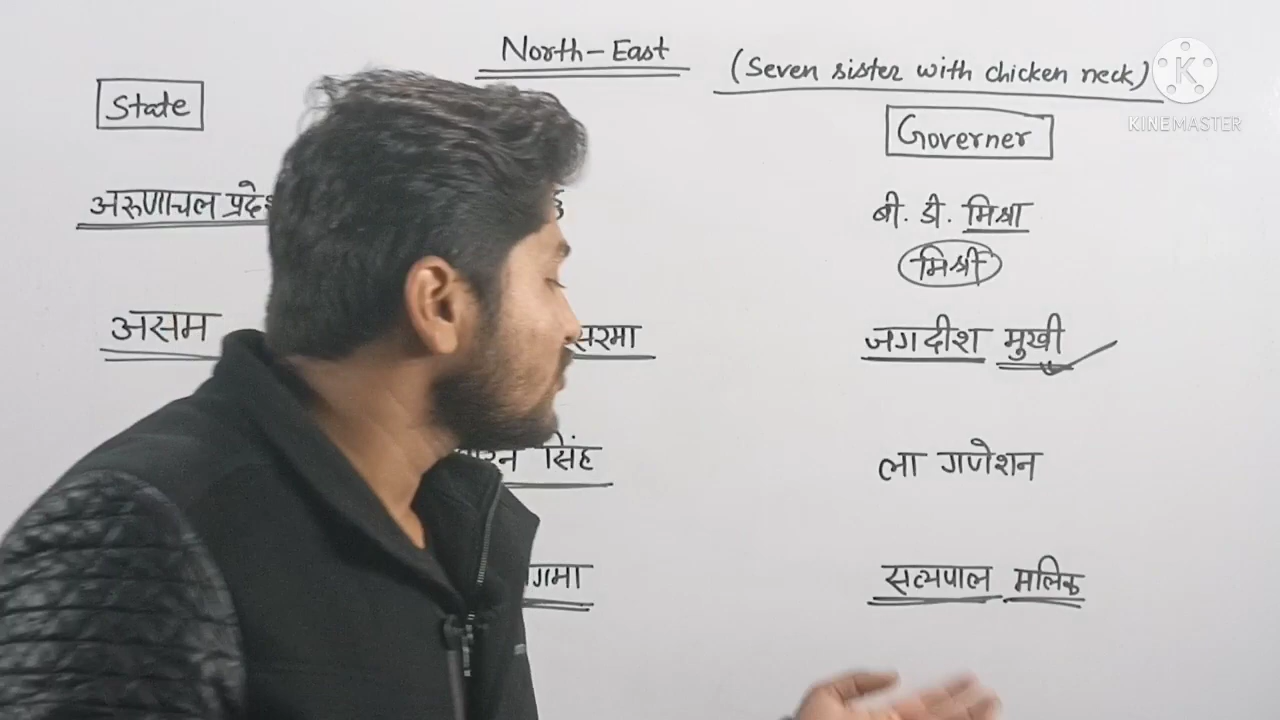 North-East (Seven sister with chicken neck)
K
KINEMASTER
State Governer
अरुणाचल बी. डी. मिश्रा
मिश्री
असम सरमा जगदीश मुखी
सिंह ला गणेशन
सत्यपाल मलिक